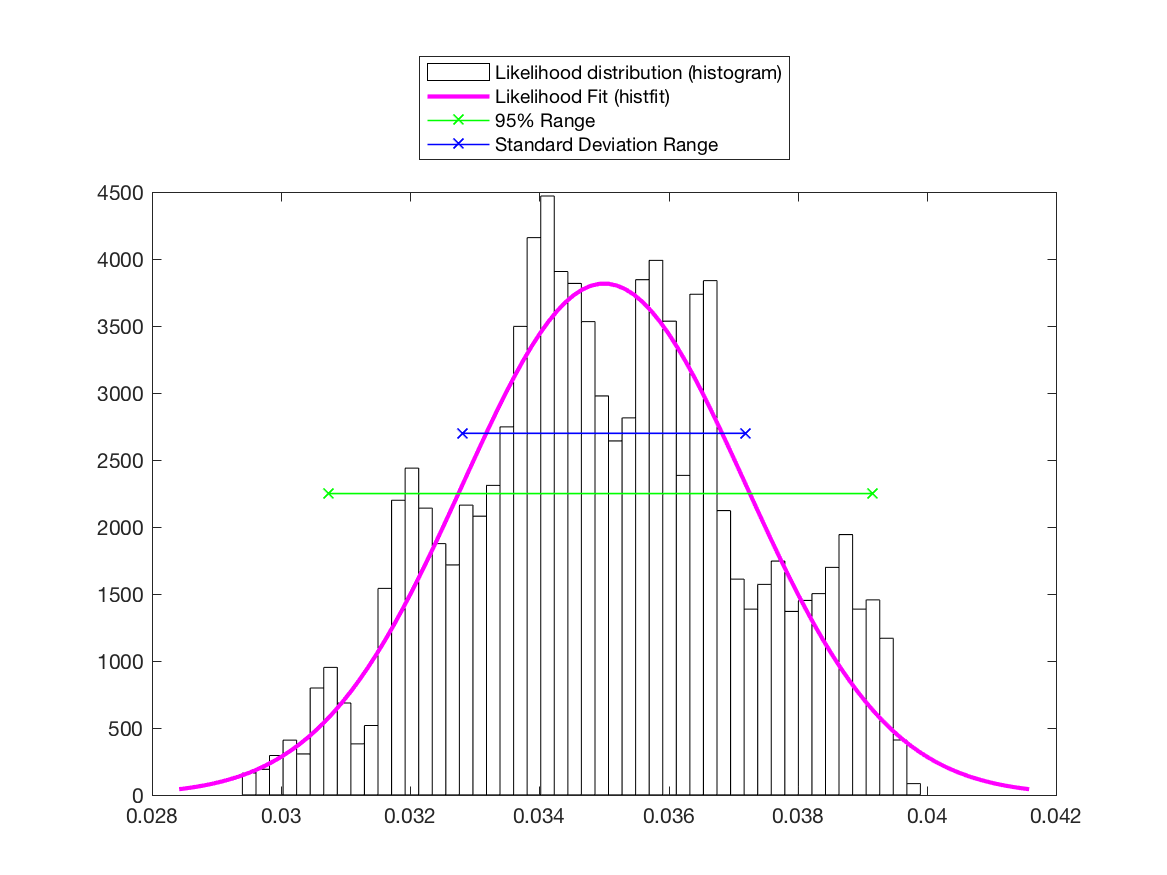 Likelihood distribution (histogram)
Likelihood Fit (histfit)
95% Range
Standard Deviation Range
4500
4000
3500
3000
2500
2000
1500
1000
500
0
0.028 0.03 0.032 0.034 0.036 0.038 0.04 0.042